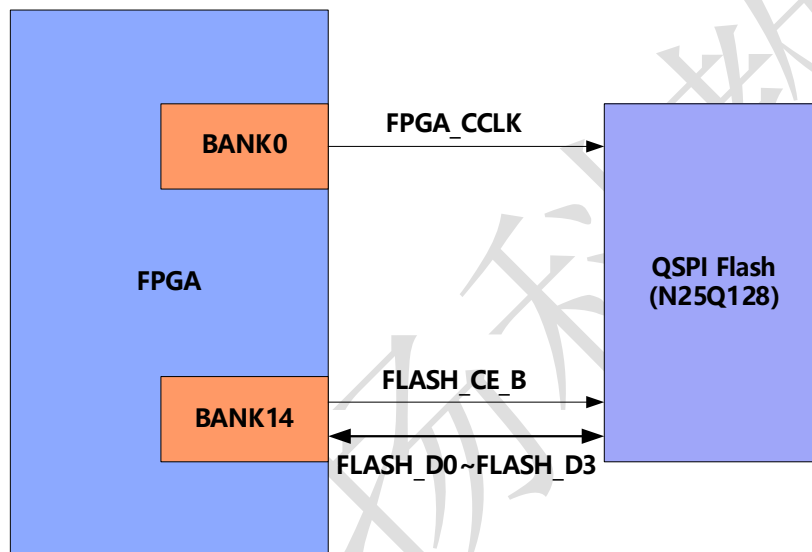 BANK0
FPGA_CCLK
FPGA
QSPI Flash
(N25Q128)
FLASH_CE_B
BANK14
FLASH_D0~FLASH_D3